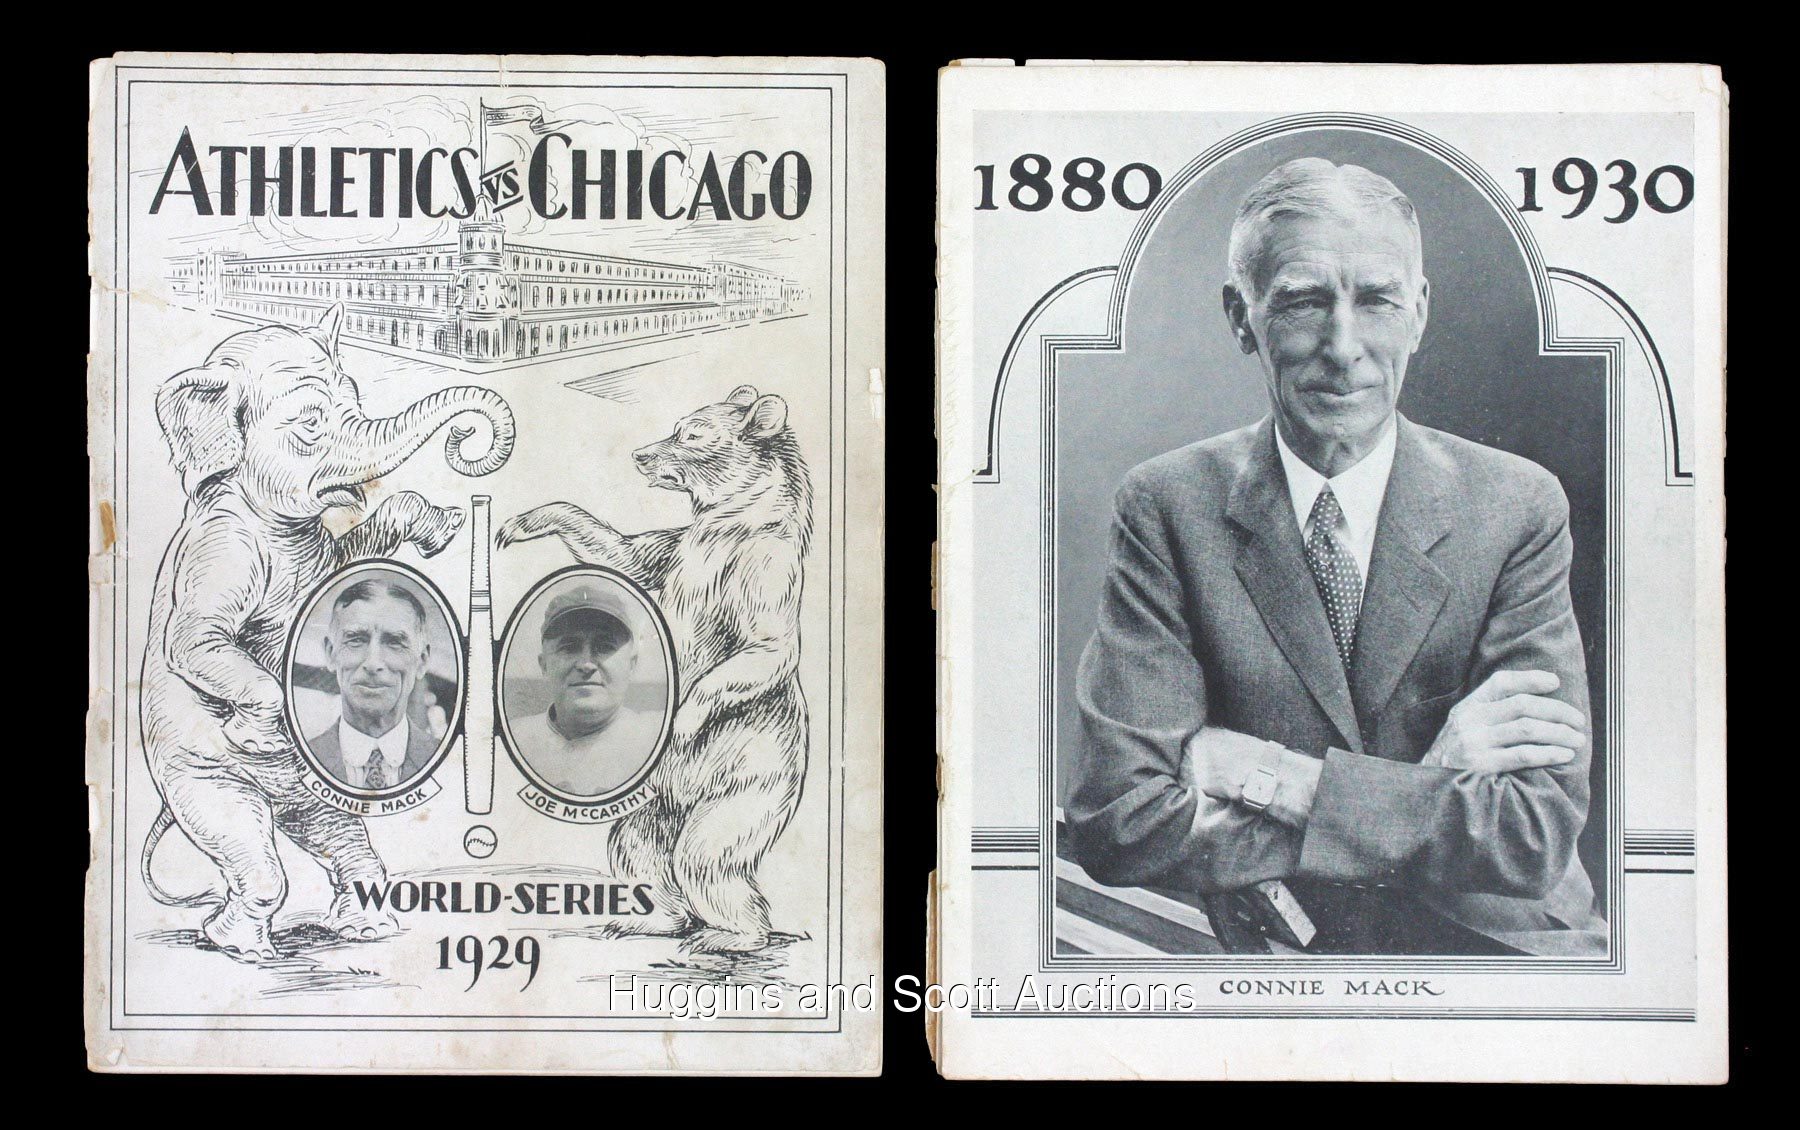 ATHLETICS VS CHICAGO
CONNIE MACK
JOE McCARTHY
WORLD-SERIES
1929
1880 1930
CONNIE MACK
Huggins and Scott Auctions